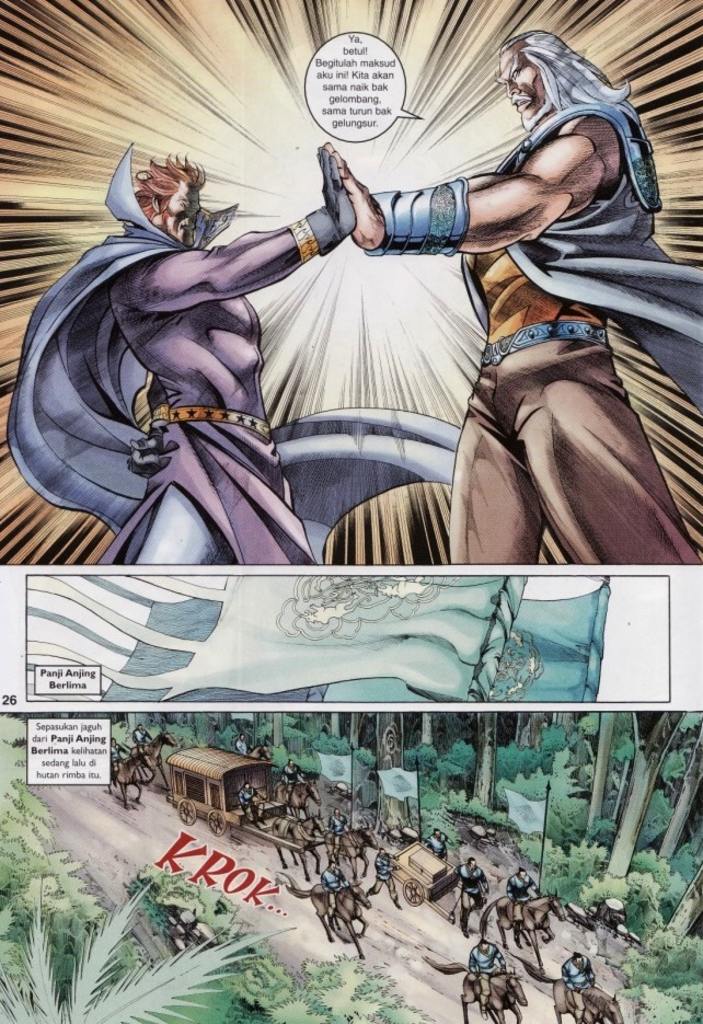 Ya,
betul!
Begitulah maksud
aku ini! Kita akan
sama naik bak
gelombang,
sama turun bak
gelungsur.
Panji Anjing
Berlima
26
Sepasukan jaguh
dari Panji Anjing
Berlima kelihatan
sedang lalu di
hutan rimba itu.
KROK...